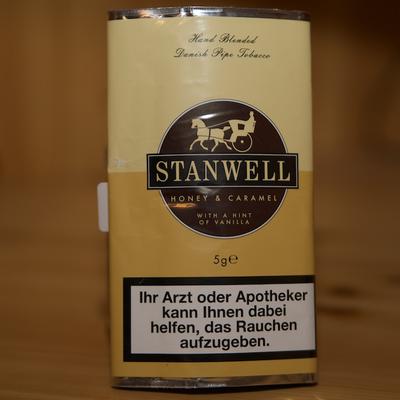 Hand Blended
Danish Pipe Tobacco
STANWELL
HONEY & CARAMEL
WITH A HINT
OF VANILLA
5g℮
Ihr Arzt oder Apotheker
kann Ihnen dabei
helfen, das Rauchen
aufzugeben.